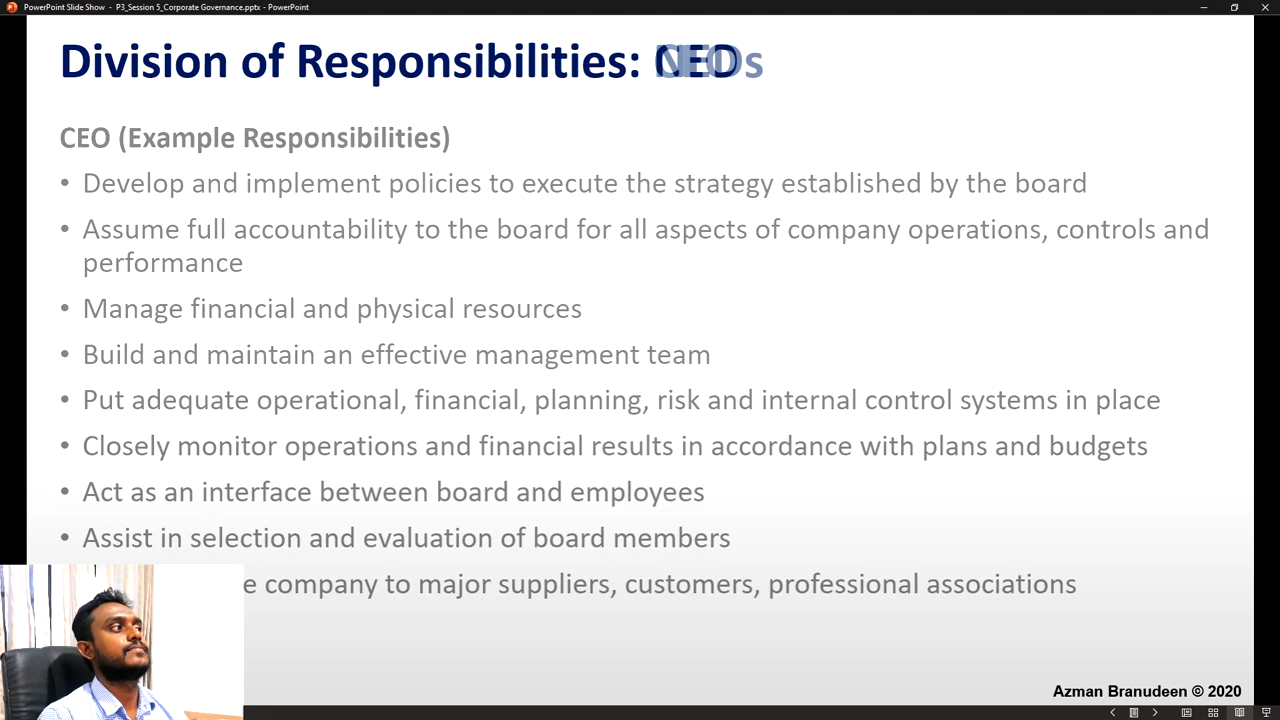 PowerPoint Slide Show - P3_Session 5_Corporate Governance.pptx - PowerPoint
Division of Responsibilities:
CEO (Example Responsibilities)
• Develop and implement policies to execute the strategy established by the board
• Assume full accountability to the board for all aspects of company operations, controls and
performance
• Manage financial and physical resources
• Build and maintain an effective management team
• Put adequate operational, financial, planning, risk and internal control systems in place
• Closely monitor operations and financial results in accordance with plans and budgets
• Act as an interface between board and employees
• Assist in selection and evaluation of board members
company to major suppliers, customers, professional associations
Azman Branudeen © 2020